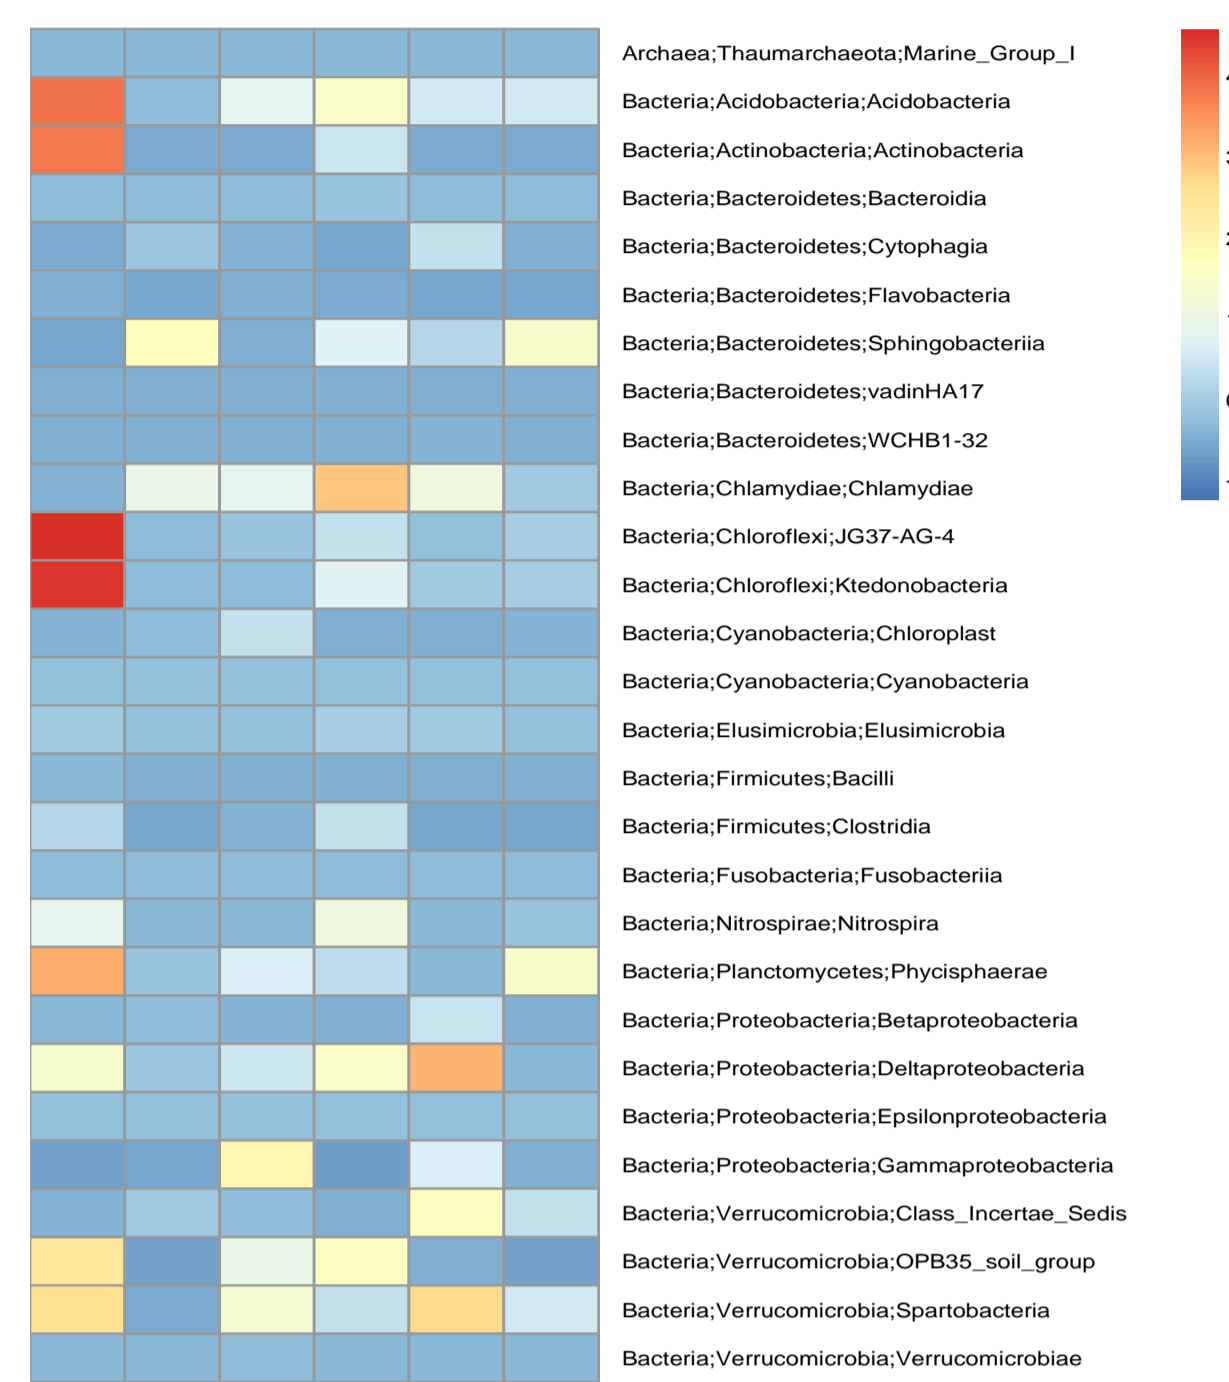 Archaea;Thaumarchaeota;Marine_Group_I
Bacteria;Acidobacteria;Acidobacteria
Bacteria;Actinobacteria;Actinobacteria
Bacteria;Bacteroidetes;Bacteroidia
Bacteria;Bacteroidetes;Cytophagia
Bacteria;Bacteroidetes;Flavobacteria
Bacteria;Bacteroidetes;Sphingobacteriia
Bacteria;Bacteroidetes;vadinHA17
Bacteria;Bacteroidetes;WCHB1-32
Bacteria;Chlamydiae;Chlamydiae
Bacteria;Chloroflexi;JG37-AG-4
Bacteria;Chloroflexi;Ktedonobacteria
Bacteria;Cyanobacteria;Chloroplast
Bacteria;Cyanobacteria;Cyanobacteria
Bacteria;Elusimicrobia;Elusimicrobia
Bacteria;Firmicutes;Bacilli
Bacteria;Firmicutes;Clostridia
Bacteria;Fusobacteria;Fusobacteriia
Bacteria;Nitrospirae;Nitrospira
Bacteria;Planctomycetes;Phycisphaerae
Bacteria;Proteobacteria;Betaproteobacteria
Bacteria;Proteobacteria;Deltaproteobacteria
Bacteria;Proteobacteria;Epsilonproteobacteria
Bacteria;Proteobacteria;Gammaproteobacteria
Bacteria;Verrucomicrobia;Class_Incertae_Sedis
Bacteria;Verrucomicrobia;OPB35_soil_group
Bacteria;Verrucomicrobia;Spartobacteria
Bacteria;Verrucomicrobia;Verrucomicrobiae